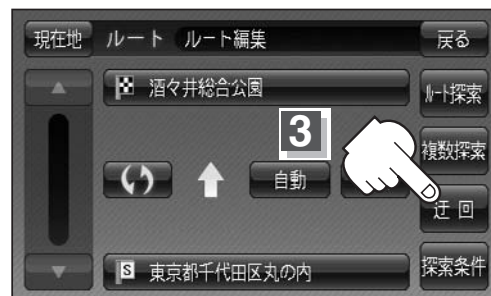 現在地 ルート ルート編集 戻る
酒々井総合公園
ルート探索
3
複数探索
自動
迂回
S 東京都千代田区丸の内
探索条件